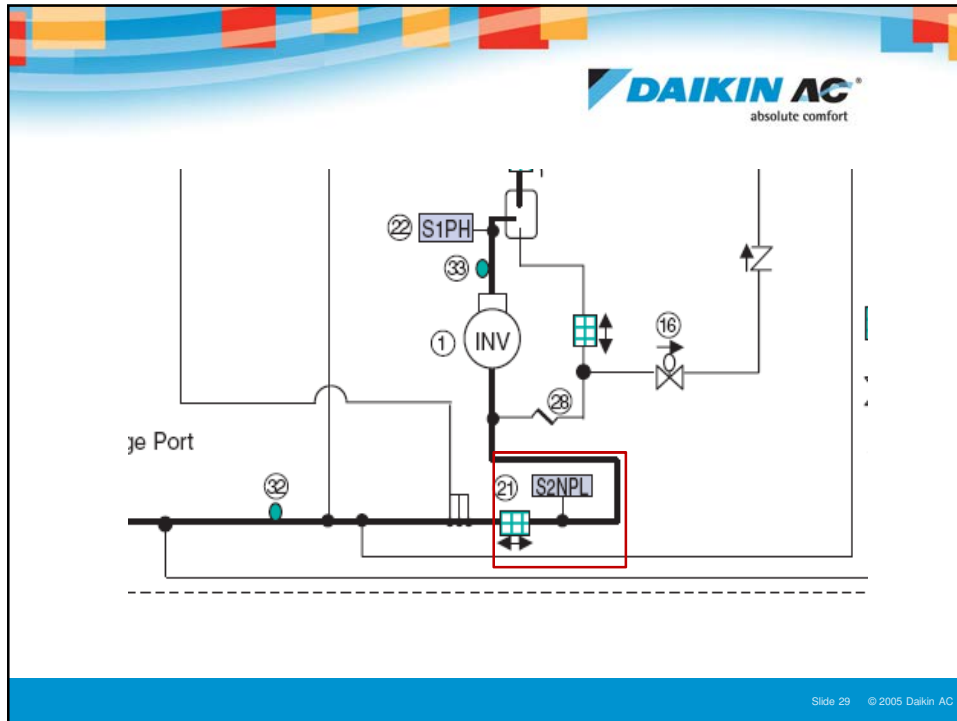 DAIKIN AC®
absolute comfort
22 S1PH
33
1 INV
16
28
ge Port
32
21 S2NPL
Slide 29 © 2005 Daikin AC